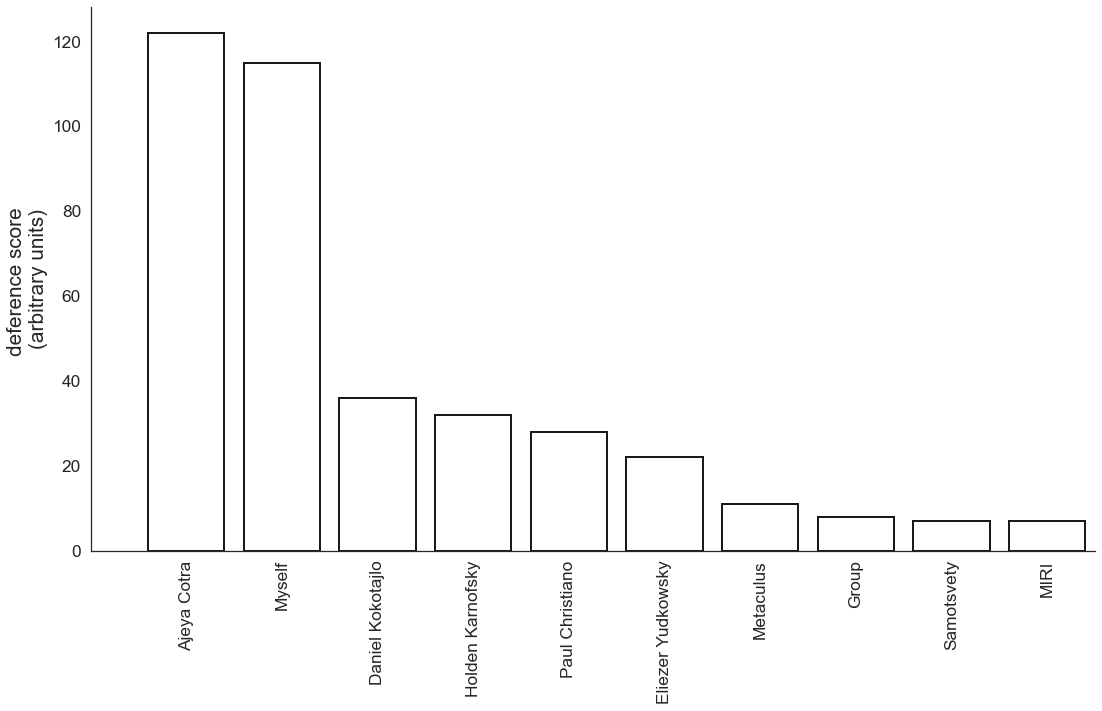 deference score
(arbitrary units)
120
100
80
60
40
20
0
Ajeya Cotra
Myself
Daniel Kokotajlo
Holden Karnofsky
Paul Christiano
Eliezer Yudkowsky
Metaculus
Group
Samotsvety
MIRI